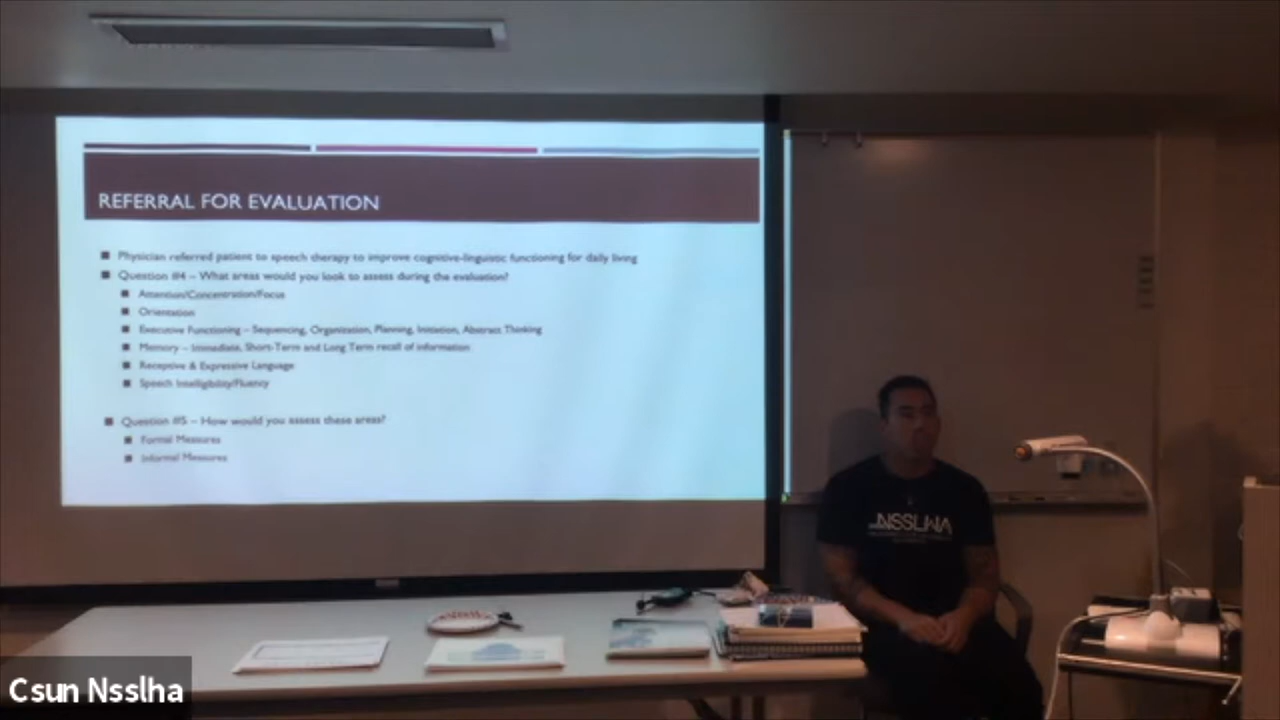 REFERRAL FOR EVALUATION
Physician referred patient to speech therapy to improve cognitive-linguistic functioning for daily living
Question #4 – What areas would you look to assess during the evaluation?
Attention/Concentration/Focus
Orientation
Executive Functioning – Sequencing, Organization, Planning, Initiation, Abstract Thinking
Memory – Immediate, Short-Term and Long Term recall of information
Receptive & Expressive Language
Speech Intelligibility/Fluency
Question #5 – How would you assess these areas?
Formal Measures
Informal Measures
NSSLHA
Csun Nsslha